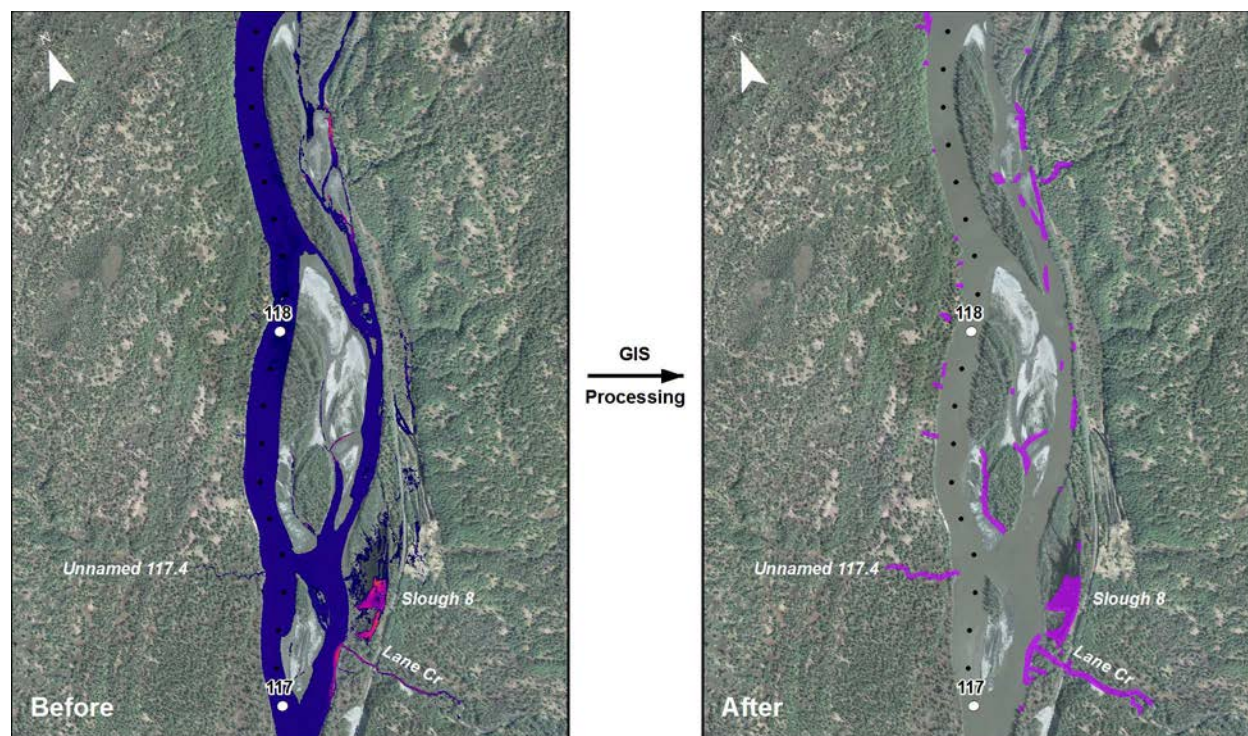 N
118
Unnamed 117.4
Slough 8
Lane Cr
117
Before
GIS
Processing
N
118
Unnamed 117.4
Slough 8
Lane Cr
117
After